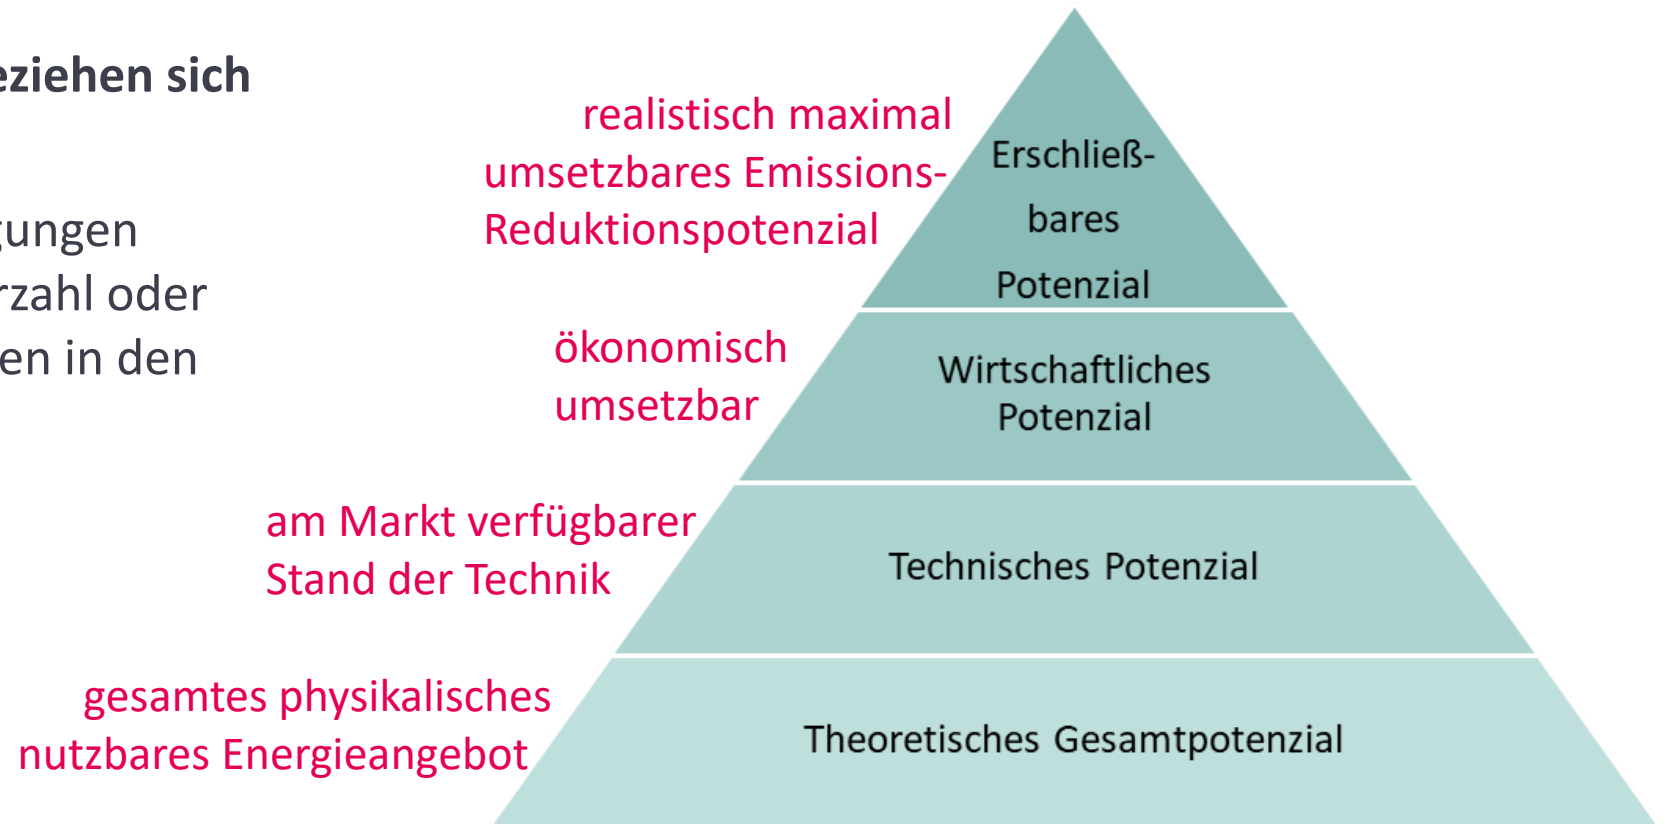 eziehen sich
gungen
rzahl oder
en in den
realistisch maximal
umsetzbares Emissions-
Reduktionspotenzial
Erschließ-
bares
Potenzial
ökonomisch
umsetzbar
Wirtschaftliches
Potenzial
am Markt verfügbarer
Stand der Technik
Technisches Potenzial
gesamtes physikalisches
nutzbares Energieangebot
Theoretisches Gesamtpotenzial